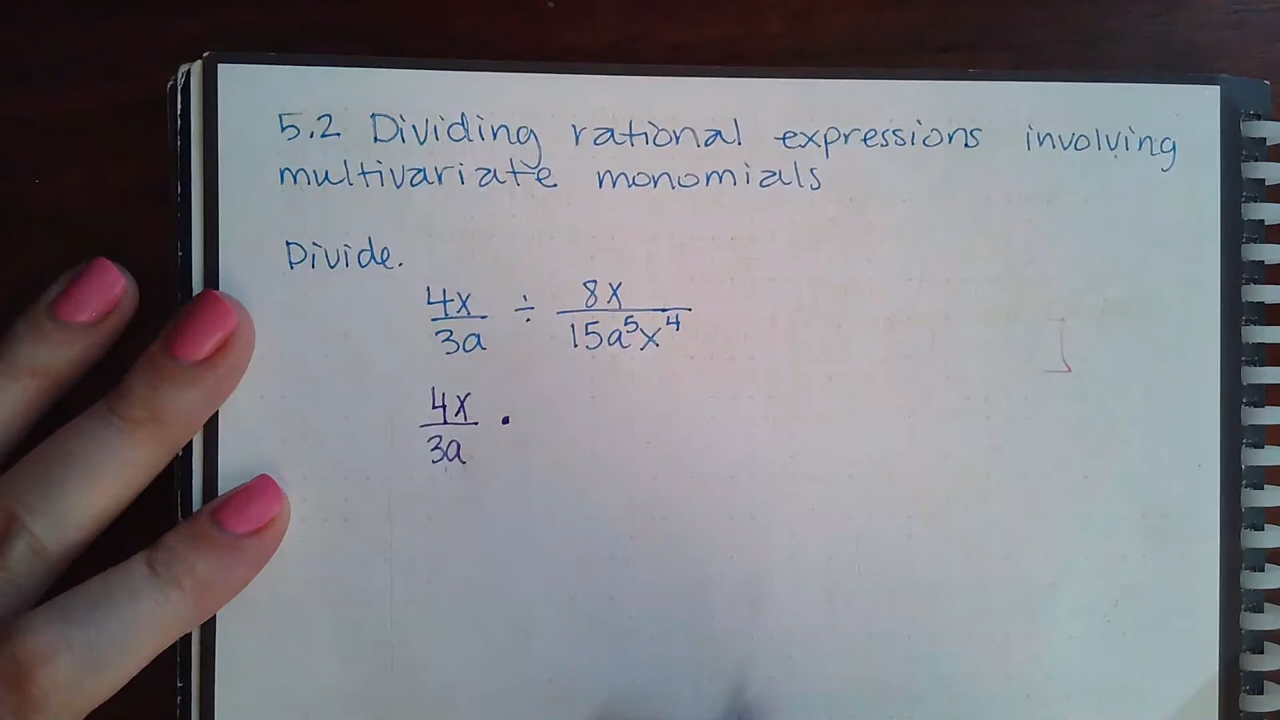 5.2 Dividing rational expressions involving
multivariate monomials
Divide.
4x/3a ÷ 8x/15a⁵x⁴
4x/3a ·